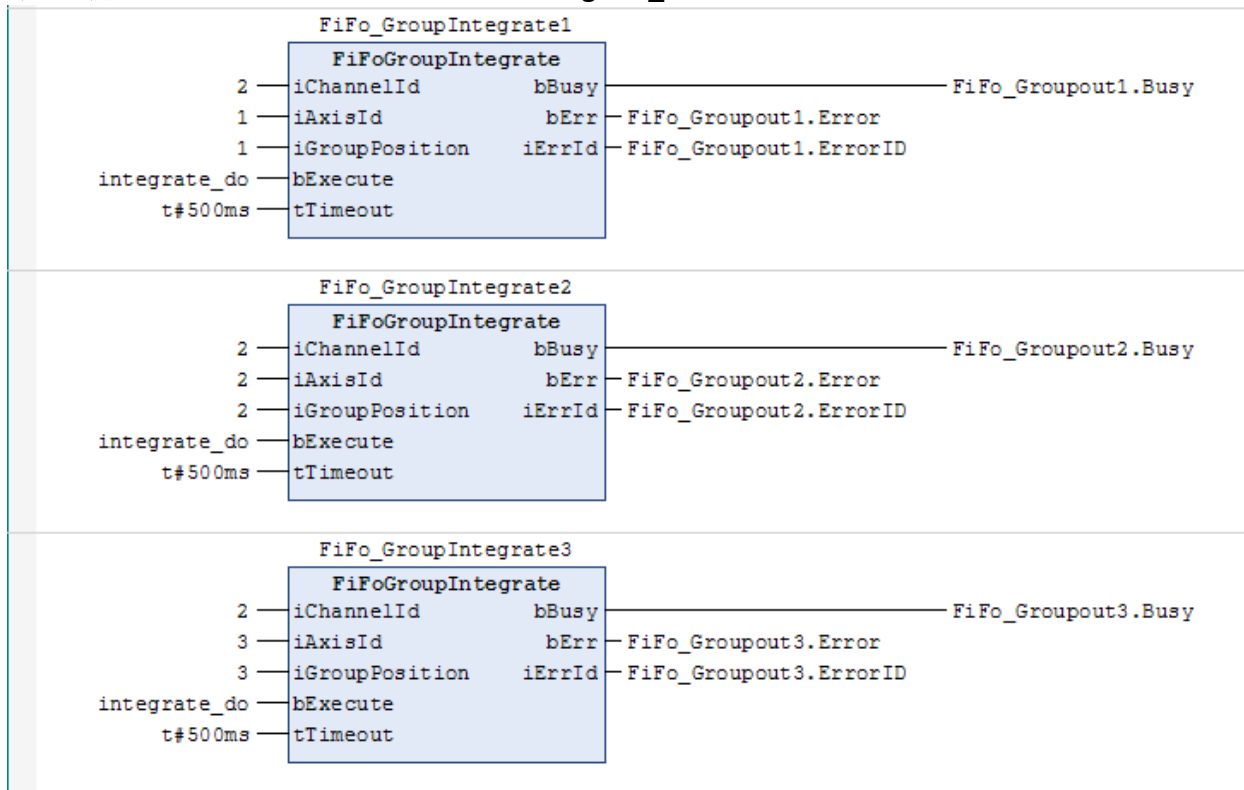 FiFo_GroupIntegrate1
FiFoGroupIntegrate
2 iChannelId bBusy FiFo_Groupout1.Busy
1 iAxisId bErr FiFo_Groupout1.Error
1 iGroupPosition iErrId FiFo_Groupout1.ErrorID
integrate_do bExecute
t#500ms tTimeout
FiFo_GroupIntegrate2
FiFoGroupIntegrate
2 iChannelId bBusy FiFo_Groupout2.Busy
2 iAxisId bErr FiFo_Groupout2.Error
2 iGroupPosition iErrId FiFo_Groupout2.ErrorID
integrate_do bExecute
t#500ms tTimeout
FiFo_GroupIntegrate3
FiFoGroupIntegrate
2 iChannelId bBusy FiFo_Groupout3.Busy
3 iAxisId bErr FiFo_Groupout3.Error
3 iGroupPosition iErrId FiFo_Groupout3.ErrorID
integrate_do bExecute
t#500ms tTimeout